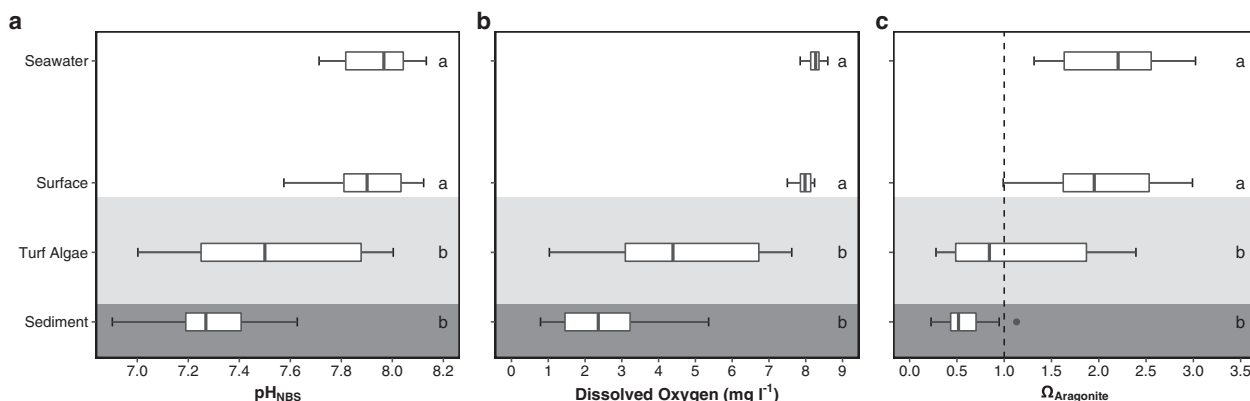 a
b
c
Seawater
Surface
Turf Algae
Sediment
a
a
b
b
a
a
b
b
a
a
b
b
7.0 7.2 7.4 7.6 7.8 8.0 8.2
0 1 2 3 4 5 6 7 8 9
0.0 0.5 1.0 1.5 2.0 2.5 3.0 3.5
pH_NBS
Dissolved Oxygen (mg l⁻¹)
Ω_Aragonite